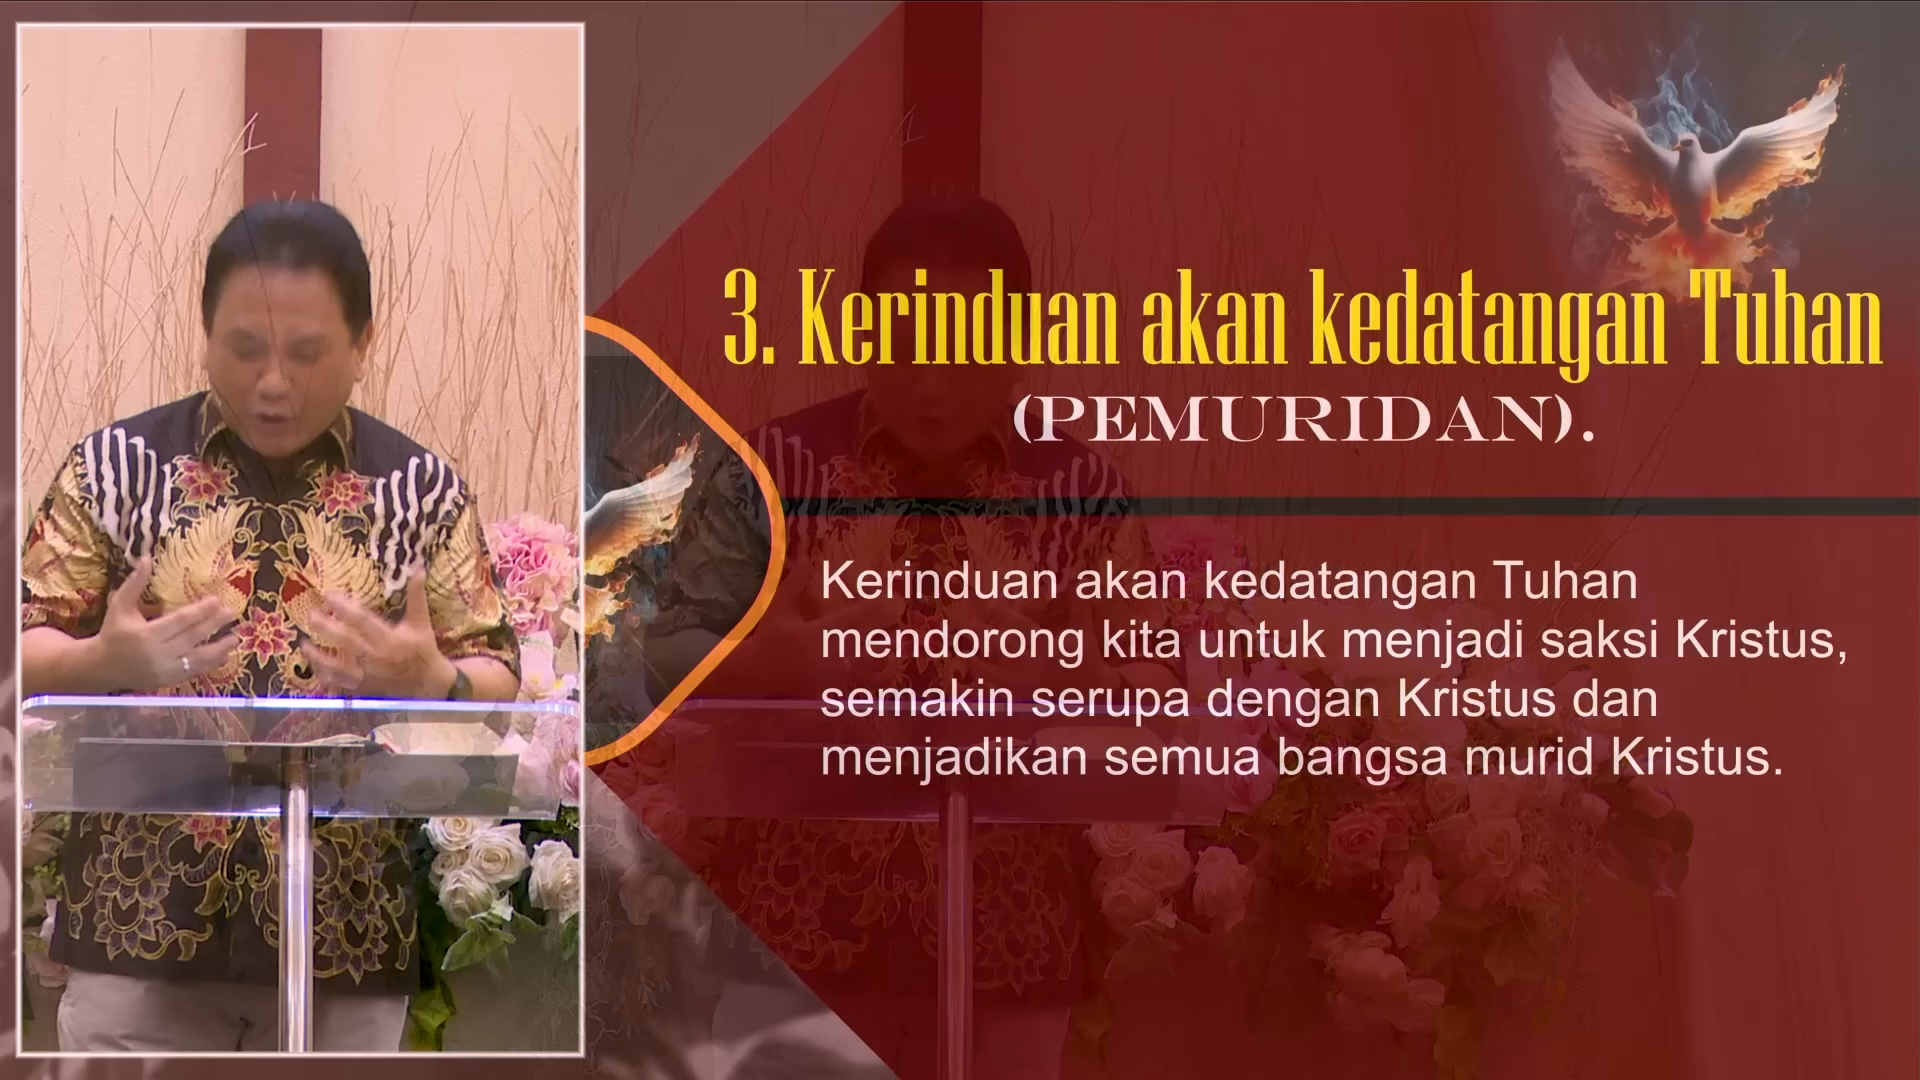 3. Kerinduan akan kedatangan Tuhan
(PEMURIDAN).
Kerinduan akan kedatangan Tuhan
mendorong kita untuk menjadi saksi Kristus,
semakin serupa dengan Kristus dan
menjadikan semua bangsa murid Kristus.